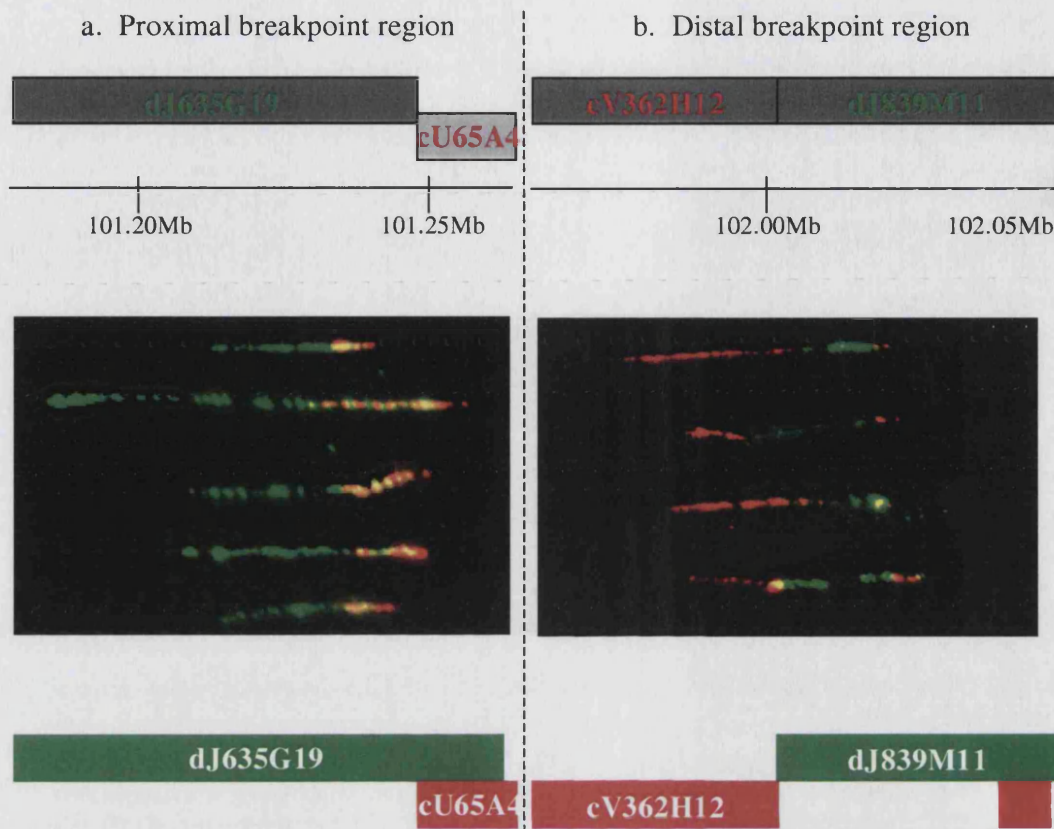 a. Proximal breakpoint region
b. Distal breakpoint region
dJ635G19
cU65A4
cV362H12
dJ839M11
101.20Mb
101.25Mb
102.00Mb
102.05Mb
dJ635G19
cU65A4
cV362H12
dJ839M11